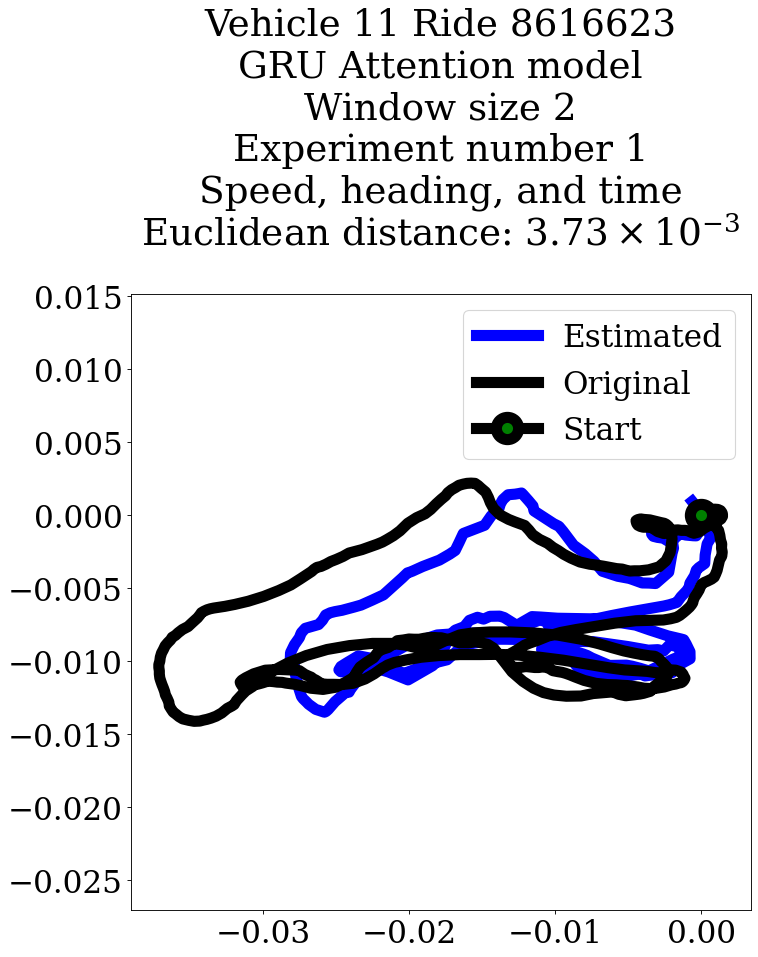 Vehicle 11 Ride 8616623
GRU Attention model
Window size 2
Experiment number 1
Speed, heading, and time
Euclidean distance: 3.73 × 10⁻³
0.015
0.010
0.005
0.000
−0.005
−0.010
−0.015
−0.020
−0.025
Estimated
Original
Start
−0.03 −0.02 −0.01 0.00